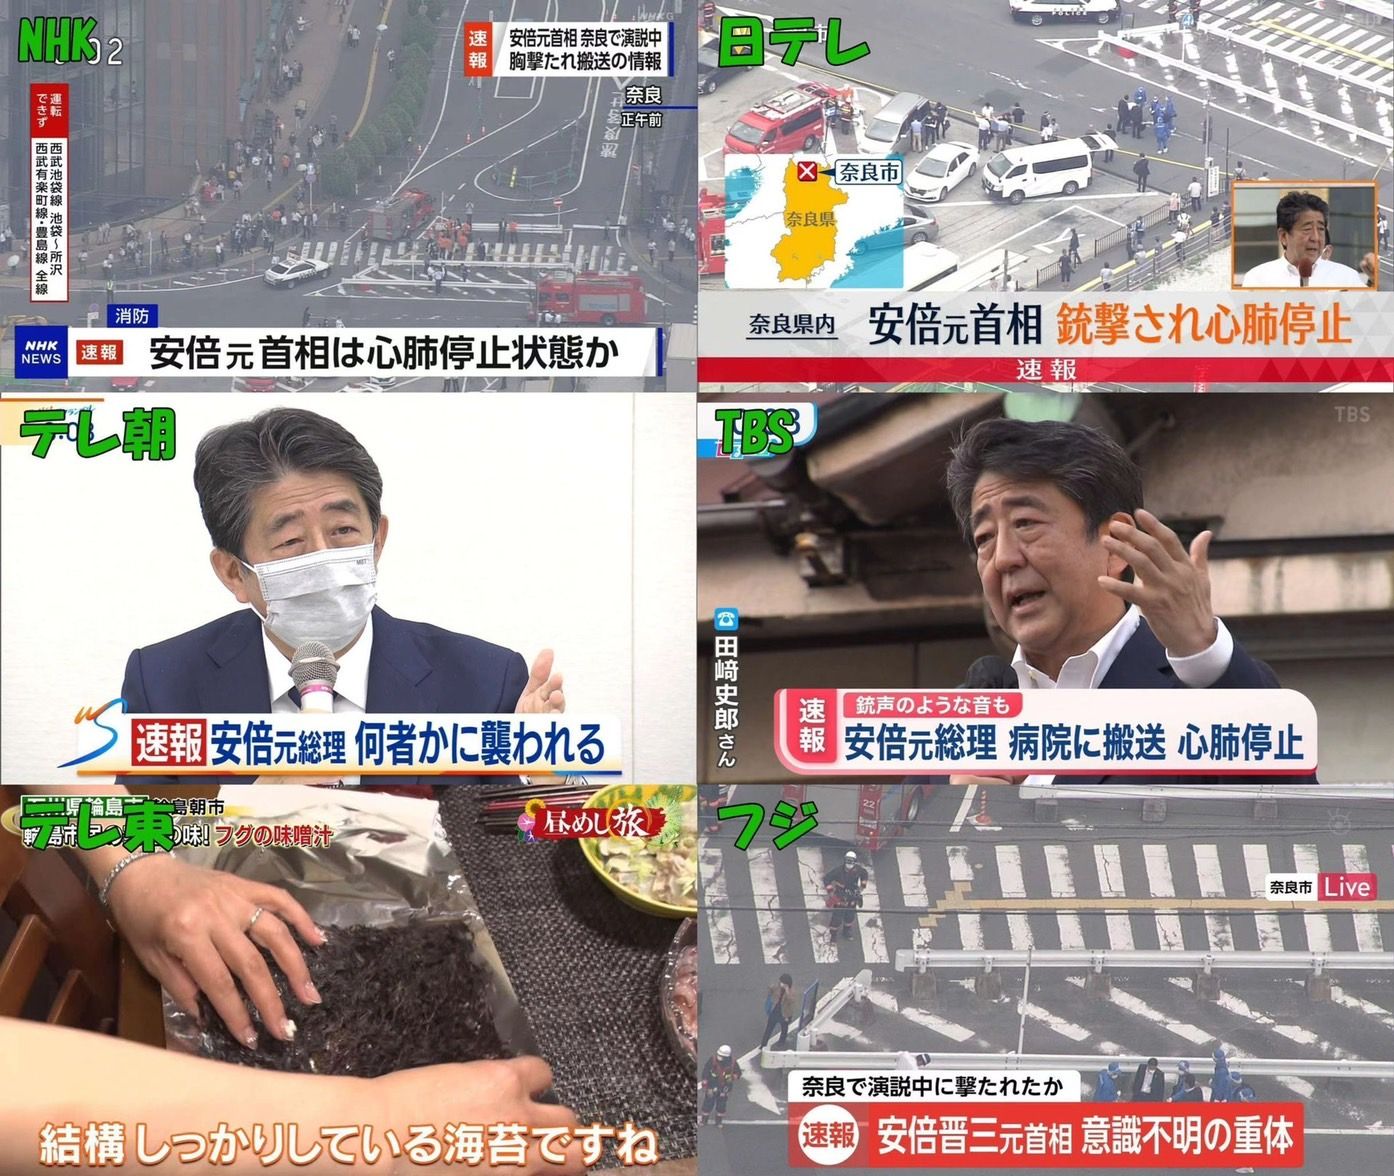 NHK
02
速報
安倍元首相 奈良で演説中
胸撃たれ搬送の情報
奈良
正午前
運転
できず
西武池袋線 池袋～所沢
西武有楽町線・豊島線 全線
消防
NHK
NEWS
速報
安倍元首相は心肺停止状態か
日テレ
POLICE
奈良市
奈良県
奈良県内
安倍元首相 銃撃され心肺停止
速報
テレ朝
速報
安倍元総理 何者かに襲われる
TBS
TBS
田﨑史郎さん
速報
銃声のような音も
安倍元総理 病院に搬送 心肺停止
テレ東
輪島朝市
の味! フグの味噌汁
昼めし旅
結構 しっかりしている海苔ですね
フジ
22
奈良市
Live
奈良で演説中に撃たれたか
速報
安倍晋三元首相 意識不明の重体